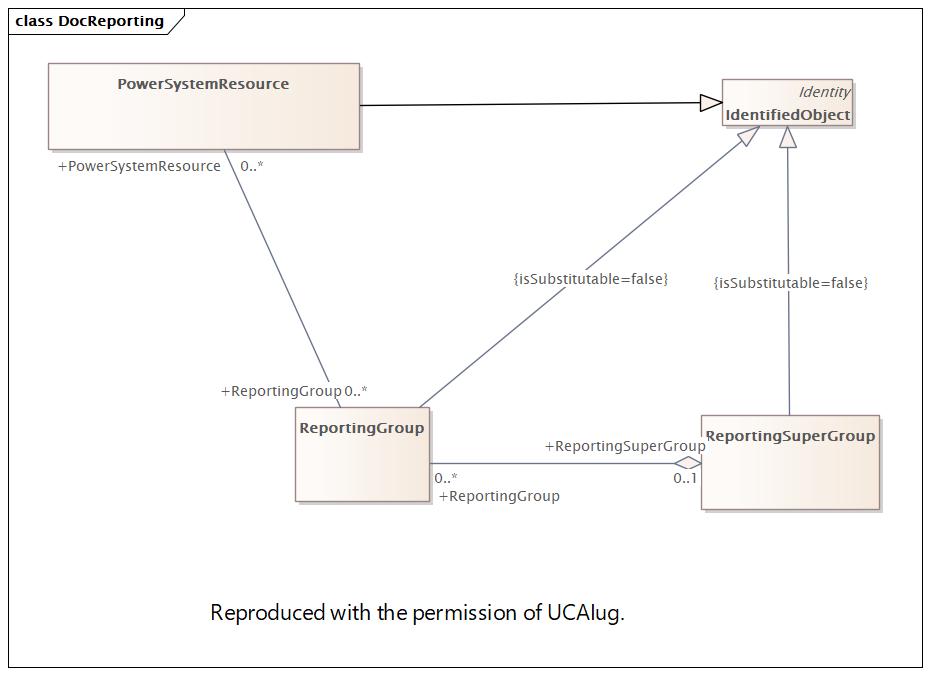 class DocReporting
PowerSystemResource
Identity
IdentifiedObject
+PowerSystemResource 0..*
{isSubstitutable=false}
{isSubstitutable=false}
+ReportingGroup 0..*
ReportingGroup
ReportingSuperGroup
+ReportingSuperGroup
0..*
0..1
+ReportingGroup
Reproduced with the permission of UCAIug.